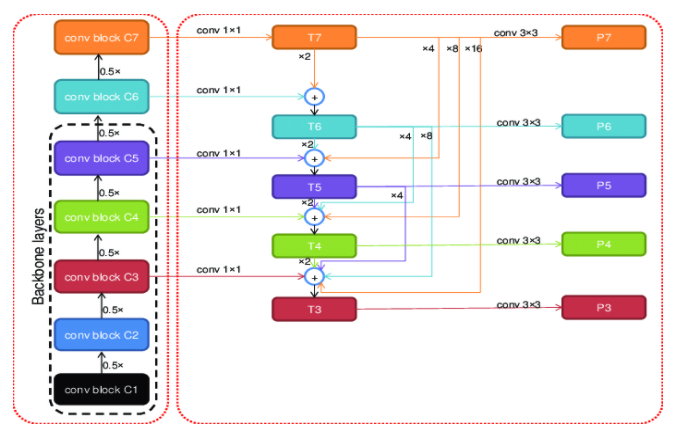 conv block C7
conv 1×1
T7
×4
×8
×16
conv 3×3
P7
0.5×
×2
conv block C6
conv 1×1
+
0.5×
T6
×4
×8
conv 3×3
P6
×2
conv block C5
conv 1×1
+
0.5×
T5
×4
conv 3×3
P5
×2
conv block C4
conv 1×1
+
0.5×
T4
conv 3×3
P4
×2
conv block C3
conv 1×1
+
0.5×
T3
conv 3×3
P3
conv block C2
0.5×
conv block C1
Backbone layers